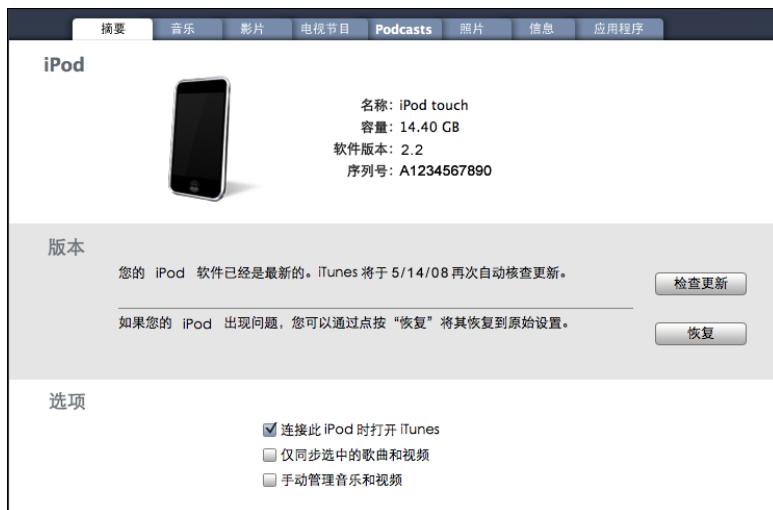 摘要 音乐 影片 电视节目 Podcasts 照片 信息 应用程序
iPod
名称：iPod touch
容量：14.40 GB
软件版本：2.2
序列号：A1234567890
版本
您的 iPod 软件已经是最新的。iTunes 将于 5/14/08 再次自动核查更新。
检查更新
如果您的 iPod 出现问题，您可以通过点按“恢复”将其恢复到原始设置。
恢复
选项
连接此 iPod 时打开 iTunes
仅同步选中的歌曲和视频
手动管理音乐和视频